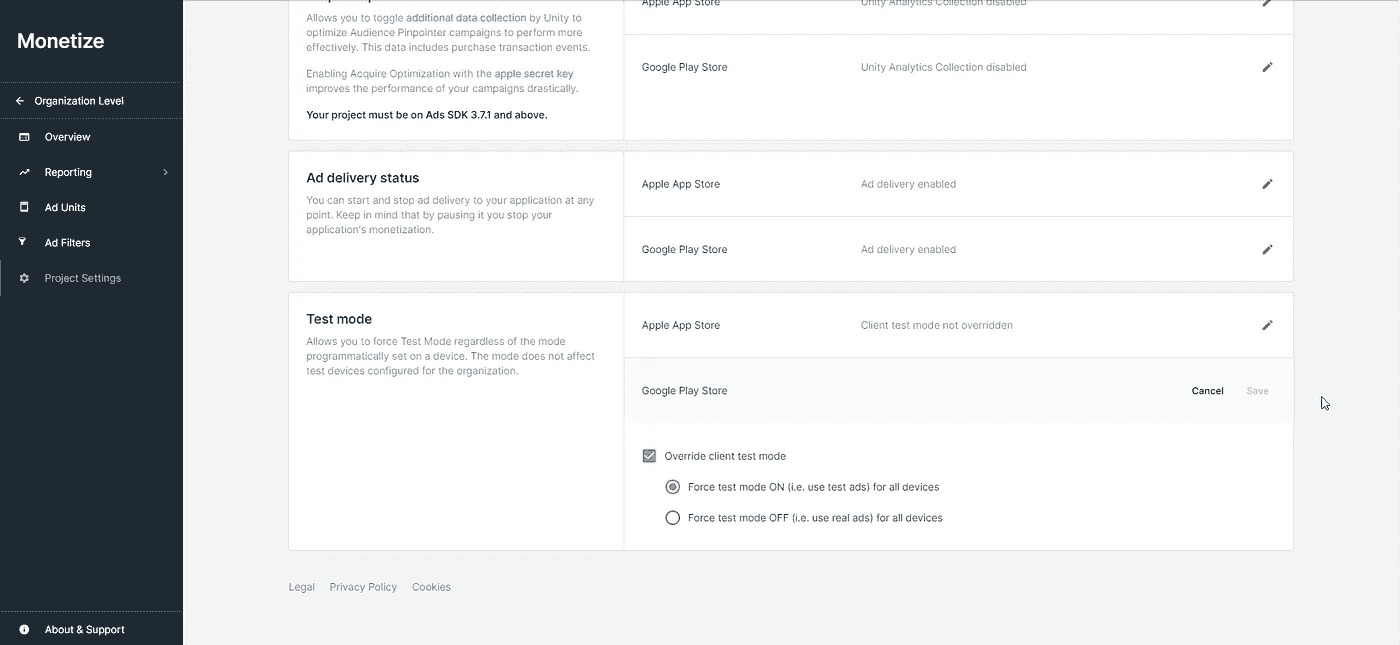 Monetize
Organization Level
Overview
Reporting
Ad Units
Ad Filters
Project Settings
About & Support
Allows you to toggle additional data collection by Unity to
optimize Audience Pinpointer campaigns to perform more
effectively. This data includes purchase transaction events.
Enabling Acquire Optimization with the apple secret key
improves the performance of your campaigns drastically.
Your project must be on Ads SDK 3.7.1 and above.
Apple App Store
Unity Analytics Collection disabled
Google Play Store
Unity Analytics Collection disabled
Ad delivery status
You can start and stop ad delivery to your application at any
point. Keep in mind that by pausing it you stop your
application's monetization.
Apple App Store
Ad delivery enabled
Google Play Store
Ad delivery enabled
Test mode
Allows you to force Test Mode regardless of the mode
programmatically set on a device. The mode does not affect
test devices configured for the organization.
Apple App Store
Client test mode not overridden
Google Play Store
Cancel
Save
Override client test mode
Force test mode ON (i.e. use test ads) for all devices
Force test mode OFF (i.e. use real ads) for all devices
Legal
Privacy Policy
Cookies